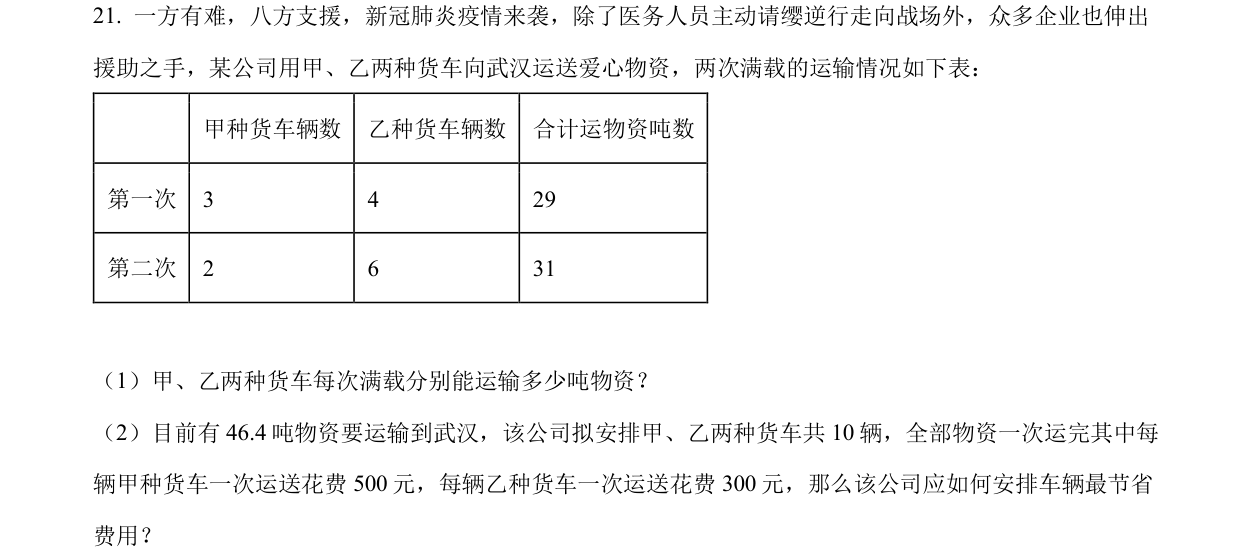 21. 一方有难，八方支援，新冠肺炎疫情来袭，除了医务人员主动请缨逆行走向战场外，众多企业也伸出
援助之手，某公司用甲、乙两种货车向武汉运送爱心物资，两次满载的运输情况如下表：
甲种货车辆数 乙种货车辆数 合计运物资吨数
第一次 3 4 29
第二次 2 6 31
（1）甲、乙两种货车每次满载分别能运输多少吨物资？
（2）目前有 46.4 吨物资要运输到武汉，该公司拟安排甲、乙两种货车共 10 辆，全部物资一次运完其中每
辆甲种货车一次运送花费 500 元，每辆乙种货车一次运送花费 300 元，那么该公司应如何安排车辆最节省
费用？